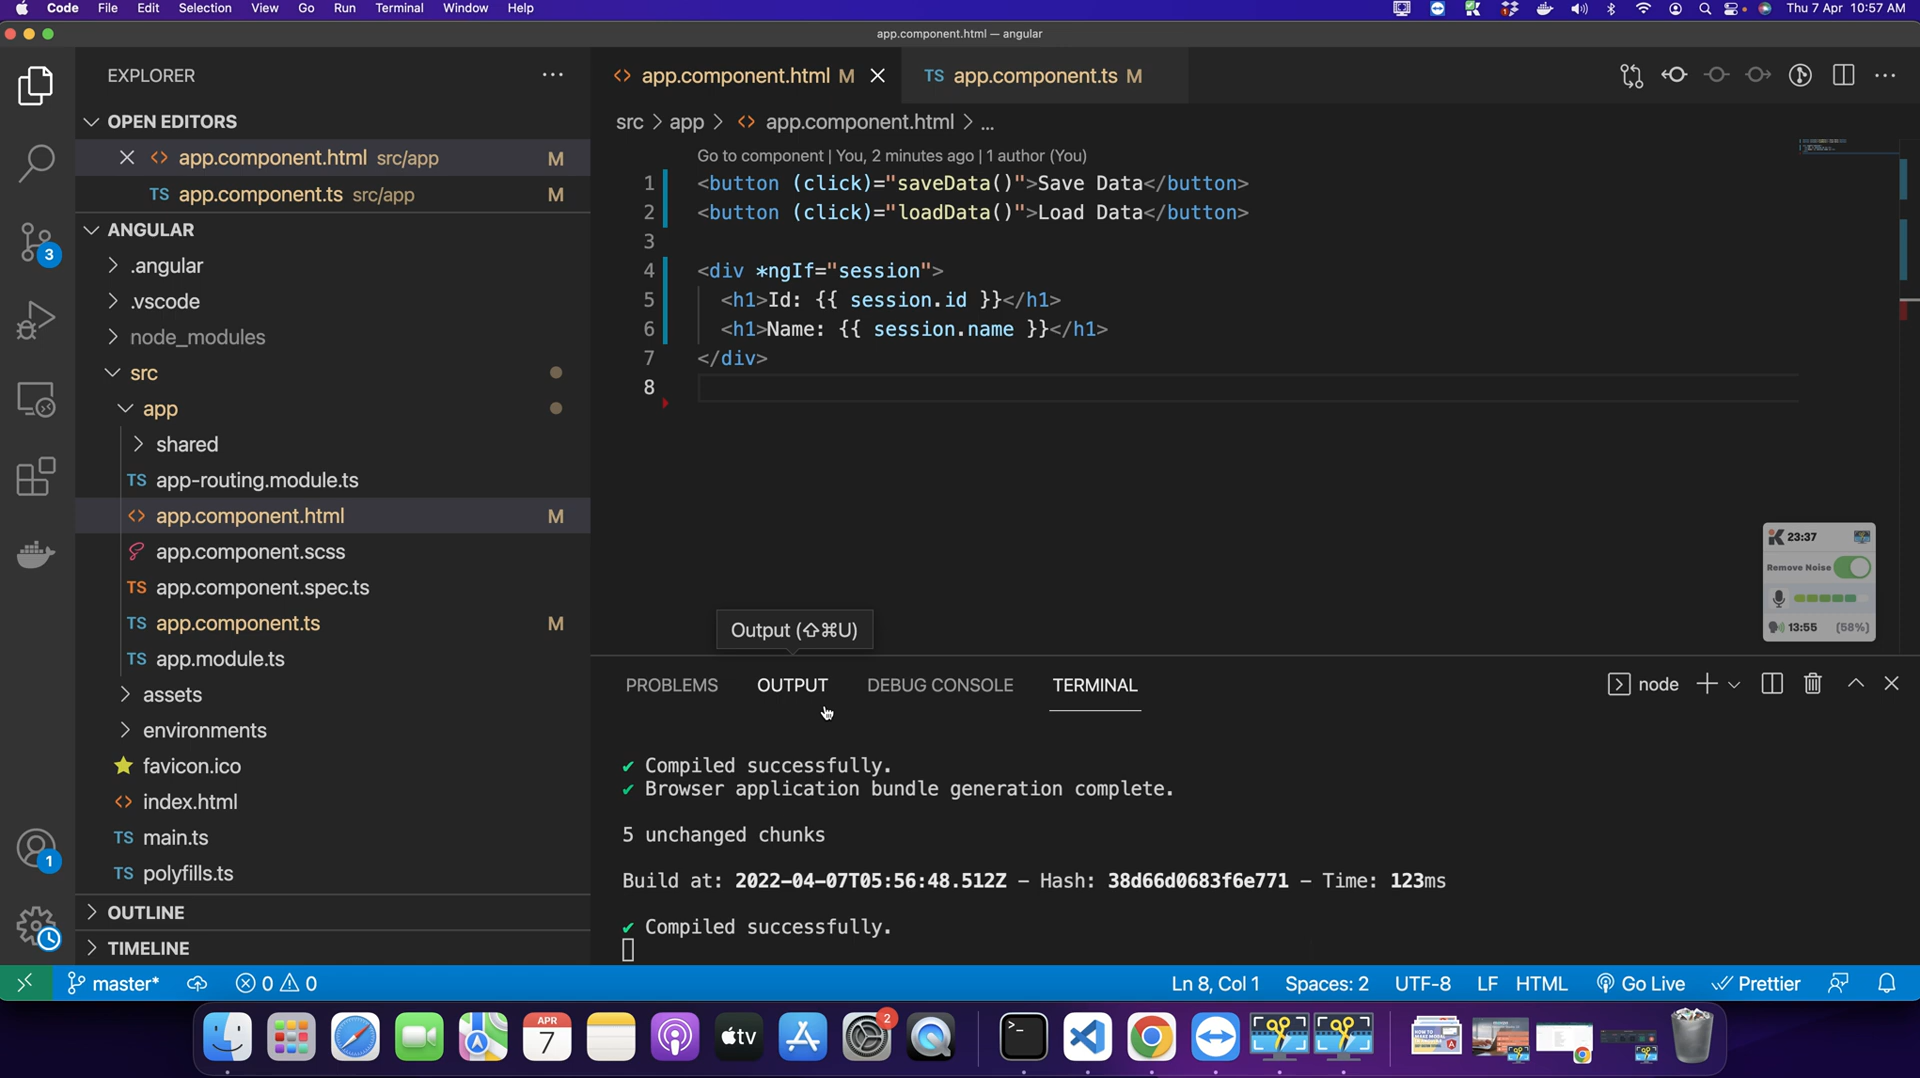 Code File Edit Selection View Go Run Terminal Window Help
Thu 7 Apr 10:57 AM
app.component.html — angular
EXPLORER
OPEN EDITORS
app.component.html src/app M
TS app.component.ts src/app M
ANGULAR
.angular
.vscode
node_modules
src
app
shared
TS app-routing.module.ts
app.component.html M
app.component.scss
TS app.component.spec.ts
TS app.component.ts M
TS app.module.ts
assets
environments
favicon.ico
index.html
TS main.ts
TS polyfills.ts
OUTLINE
TIMELINE
3
1
app.component.html M
TS app.component.ts M
src > app > <> app.component.html > ...
Go to component | You, 2 minutes ago | 1 author (You)
1 <button (click)="saveData()">Save Data</button>
2 <button (click)="loadData()">Load Data</button>
3
4 <div *ngIf="session">
5 <h1>Id: {{ session.id }}</h1>
6 <h1>Name: {{ session.name }}</h1>
7 </div>
8
23:37
Remove Noise
13:55 (58%)
Output (⇧⌘U)
PROBLEMS OUTPUT DEBUG CONSOLE TERMINAL
node
✔ Compiled successfully.
✔ Browser application bundle generation complete.
5 unchanged chunks
Build at: 2022-04-07T05:56:48.512Z – Hash: 38d66d0683f6e771 – Time: 123ms
✔ Compiled successfully.
master* 0 0
Ln 8, Col 1 Spaces: 2 UTF-8 LF HTML Go Live Prettier
APR
7
tv
2